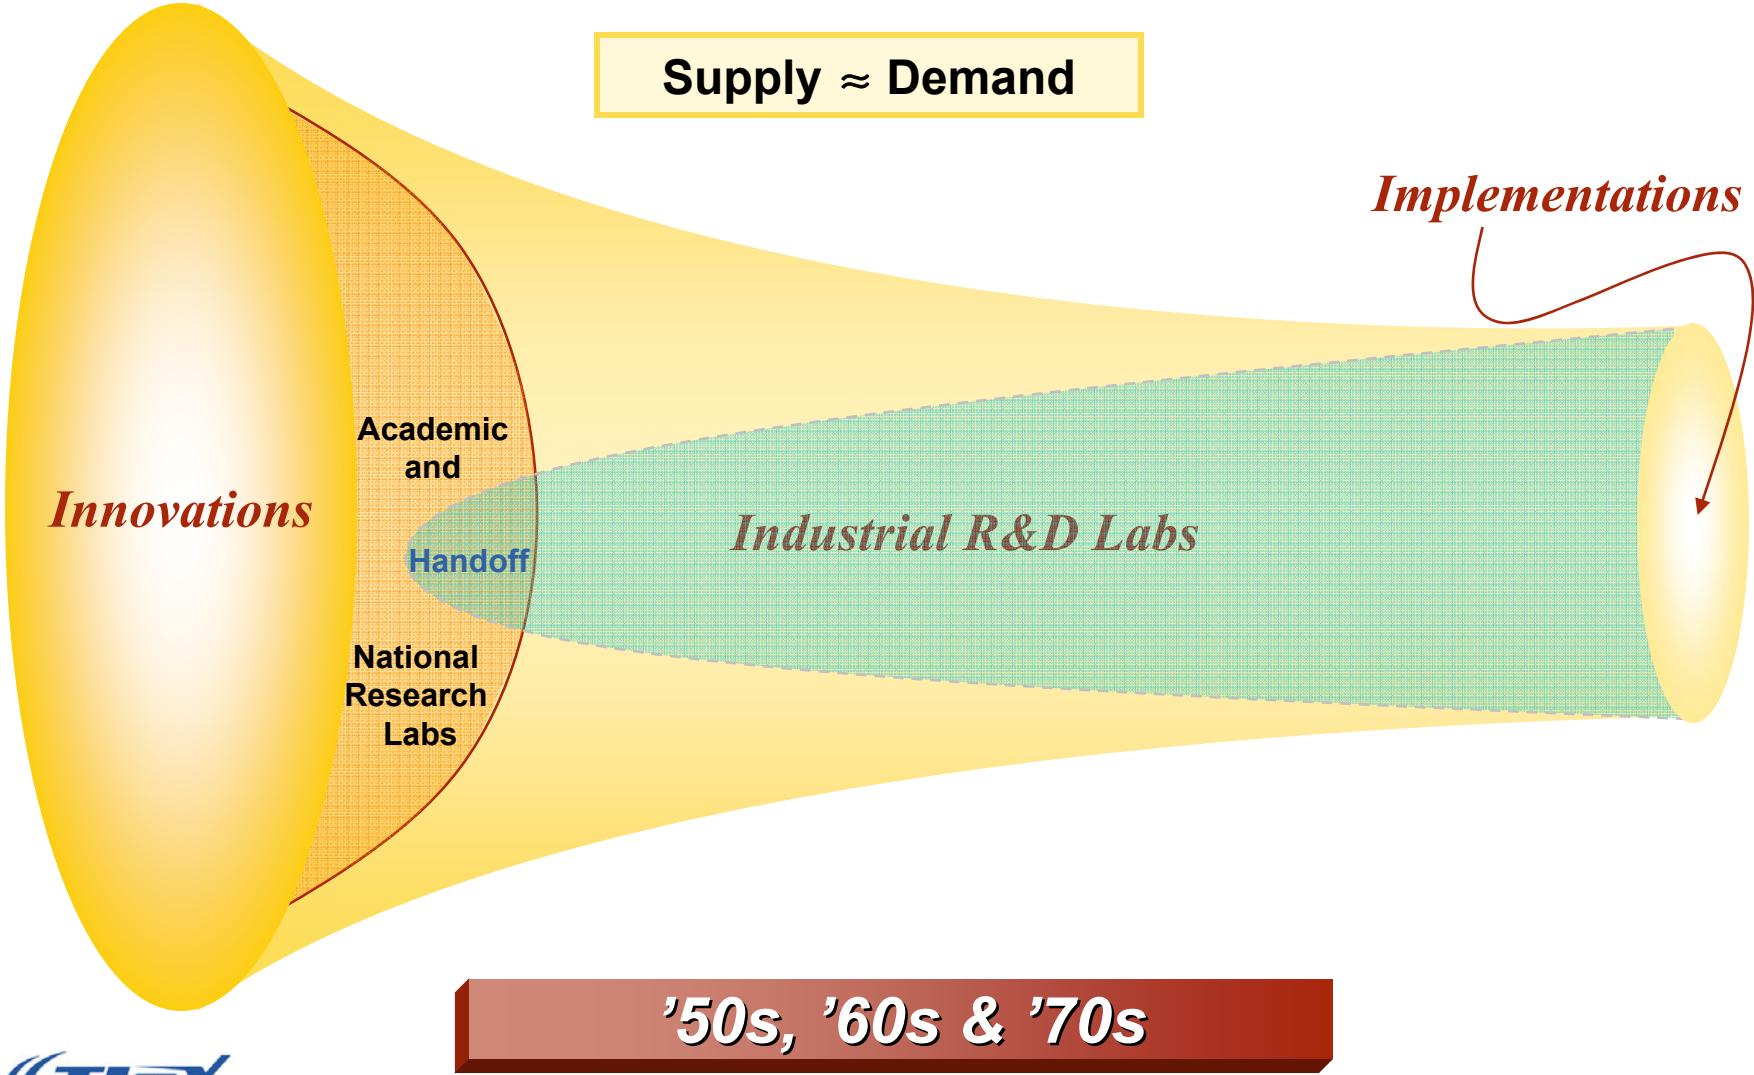 Supply ≈ Demand
Implementations
Academic
and
Innovations
Industrial R&D Labs
Handoff
National
Research
Labs
’50s, ’60s & ’70s